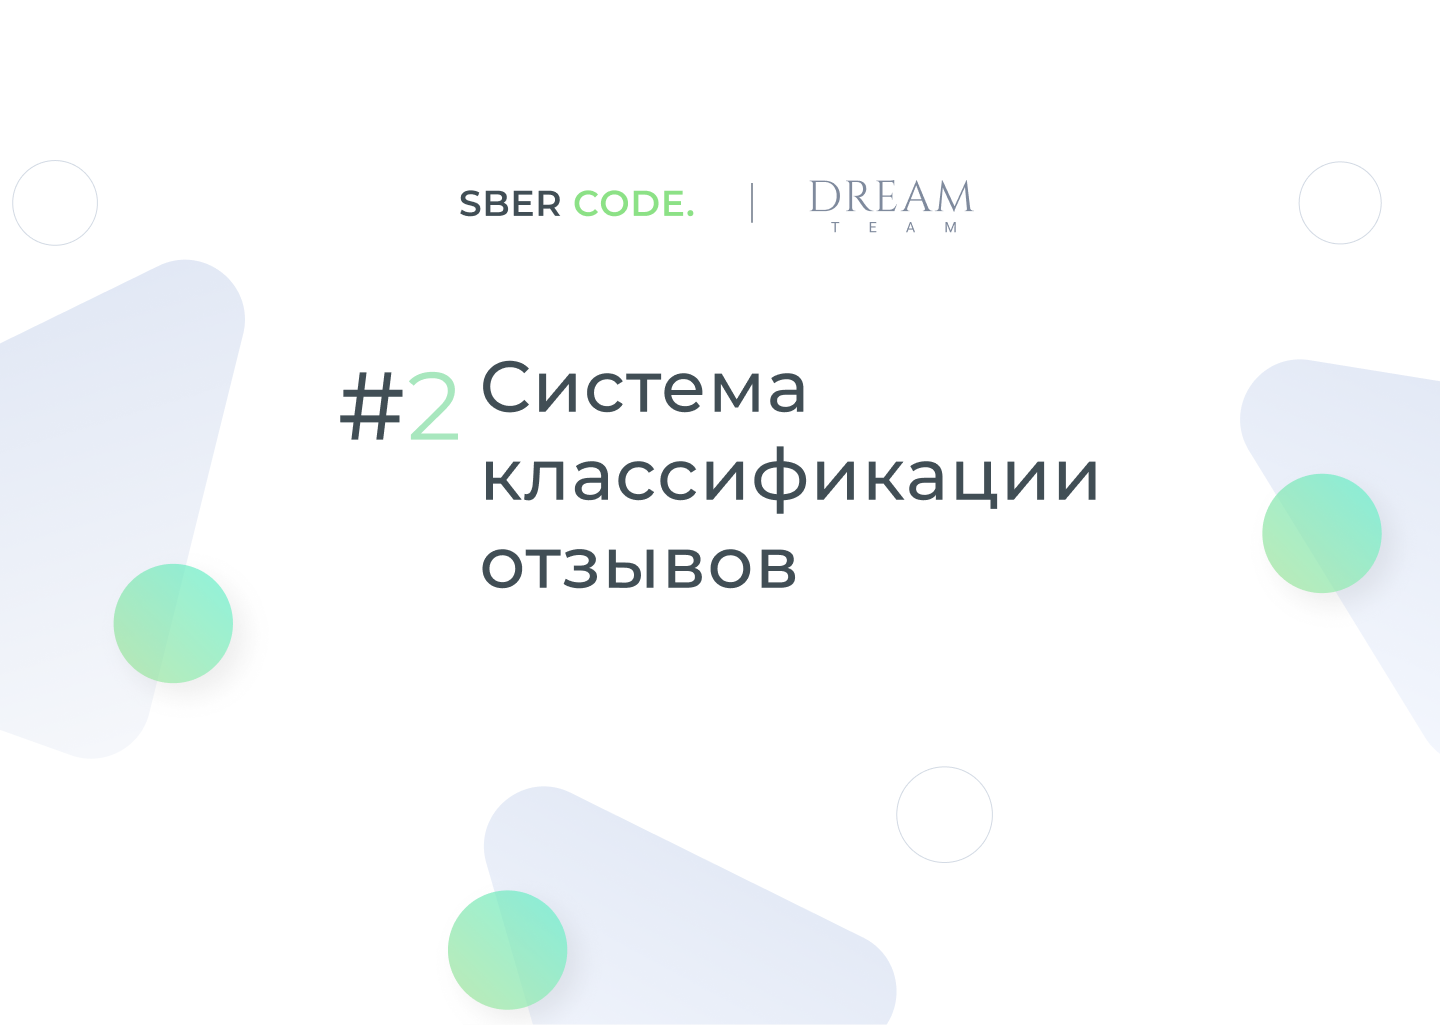 SBER CODE.
DREAM
TEAM
#2 Система
классификации
отзывов